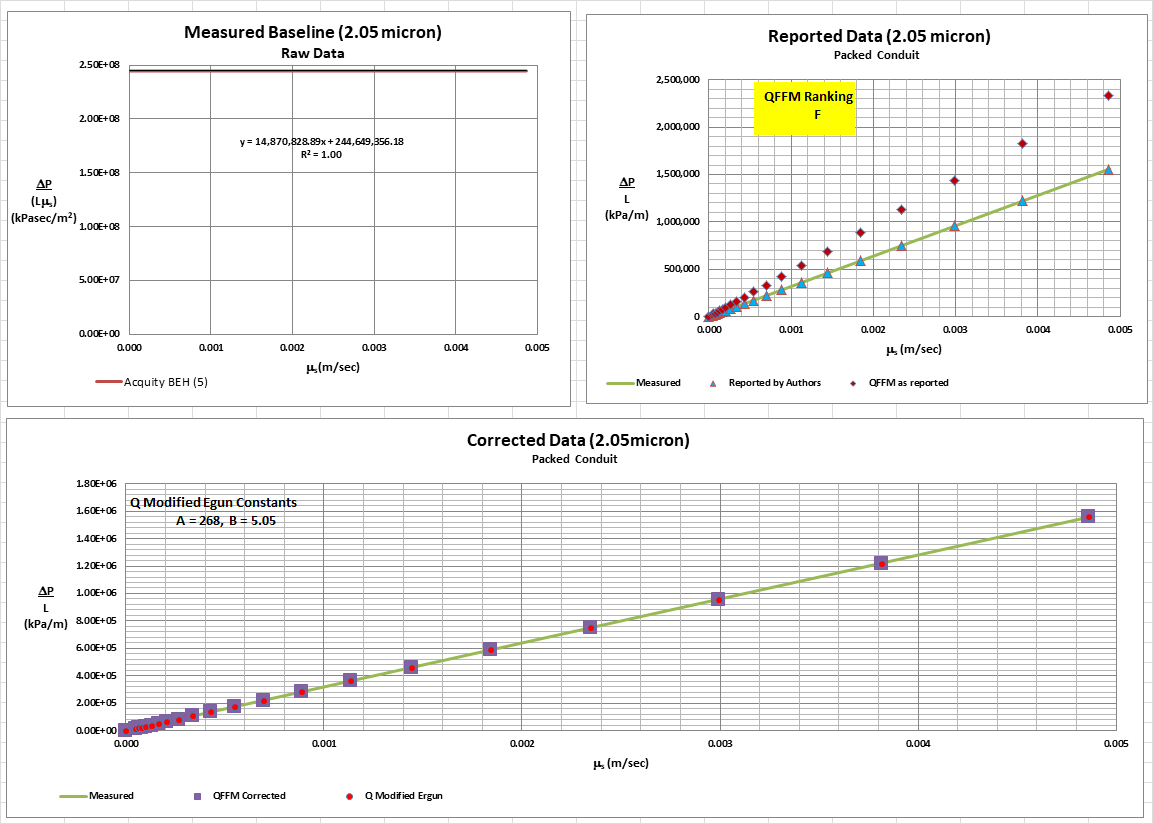 Measured Baseline (2.05 micron)
Raw Data
2.50E+08
2.00E+08
1.50E+08
1.00E+08
5.00E+07
0.00E+00
ΔP
(Lμs)
(kPasec/m²)
y = 14,870,828.89x + 244,649,356.18
R² = 1.00
0.000 0.001 0.002 0.003 0.004 0.005
μs(m/sec)
Acquity BEH (5)
Reported Data (2.05 micron)
Packed Conduit
QFFM Ranking
F
2,500,000
2,000,000
1,500,000
1,000,000
500,000
0
ΔP
L
(kPa/m)
0.000 0.001 0.002 0.003 0.004 0.005
μs (m/sec)
Measured Reported by Authors QFFM as reported
Corrected Data (2.05micron)
Packed Conduit
Q Modified Egun Constants
A = 268, B = 5.05
1.80E+06
1.60E+06
1.40E+06
1.20E+06
1.00E+06
8.00E+05
6.00E+05
4.00E+05
2.00E+05
0.00E+00
ΔP
L
(kPa/m)
0.000 0.001 0.002 0.003 0.004 0.005
μs (m/sec)
Measured QFFM Corrected Q Modified Ergun